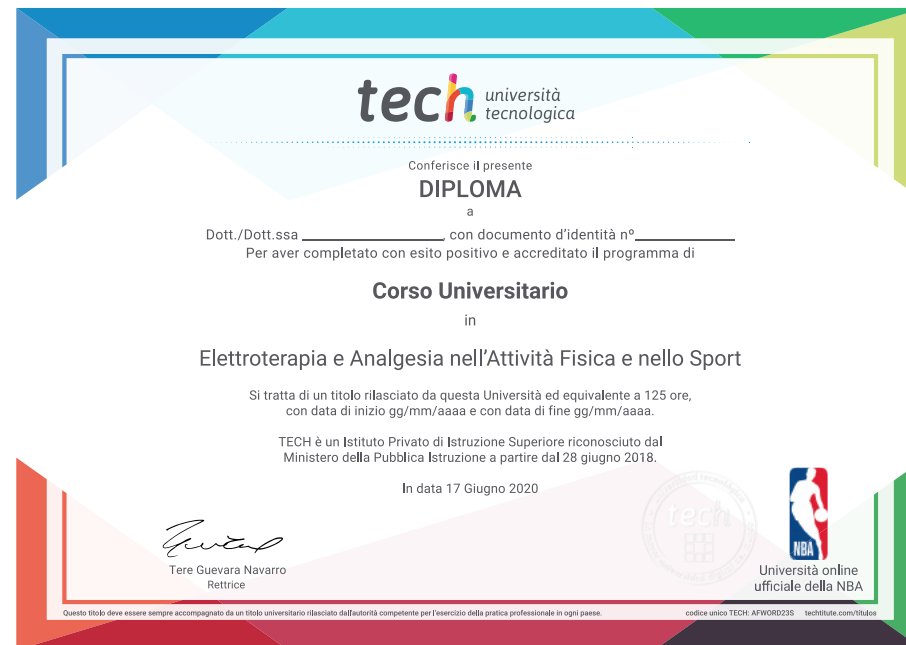 tech università
tecnologica
Conferisce il presente
DIPLOMA
a
Dott./Dott.ssa ____________, con documento d'identità nº____________
Per aver completato con esito positivo e accreditato il programma di
Corso Universitario
in
Elettroterapia e Analgesia nell'Attività Fisica e nello Sport
Si tratta di un titolo rilasciato da questa Università ed equivalente a 125 ore,
con data di inizio gg/mm/aaaa e con data di fine gg/mm/aaaa.
TECH è un Istituto Privato di Istruzione Superiore riconosciuto dal
Ministero della Pubblica Istruzione a partire dal 28 giugno 2018.
In data 17 Giugno 2020
tech
NBA
Tere Guevara Navarro
Rettrice
Università online
ufficiale della NBA
Questo titolo deve essere sempre accompagnato da un titolo universitario rilasciato dall'autorità competente per l'esercizio della pratica professionale in ogni paese.
codice unico TECH: AFWORD23S techtitute.com/titulos